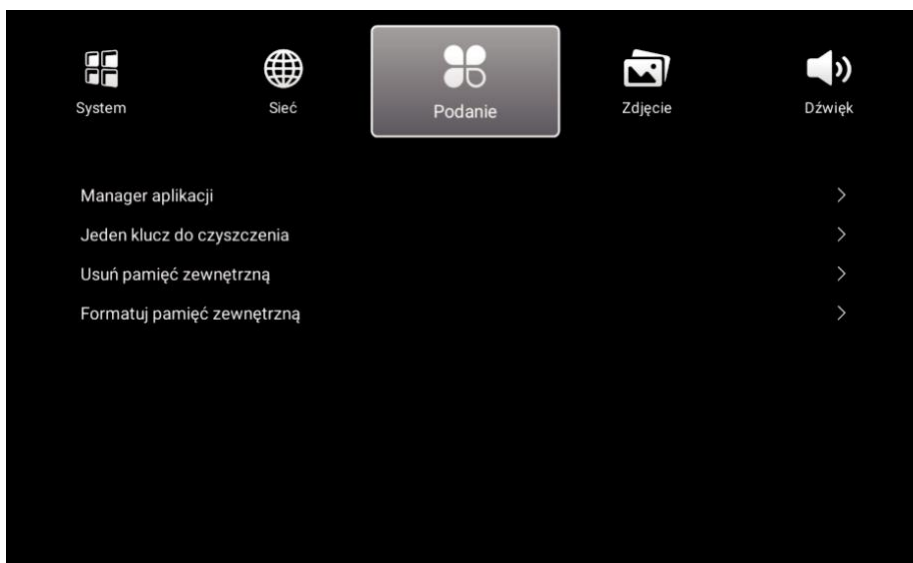 System
Sieć
Podanie
Zdjęcie
Dźwięk
Manager aplikacji
Jeden klucz do czyszczenia
Usuń pamięć zewnętrzną
Formatuj pamięć zewnętrzną